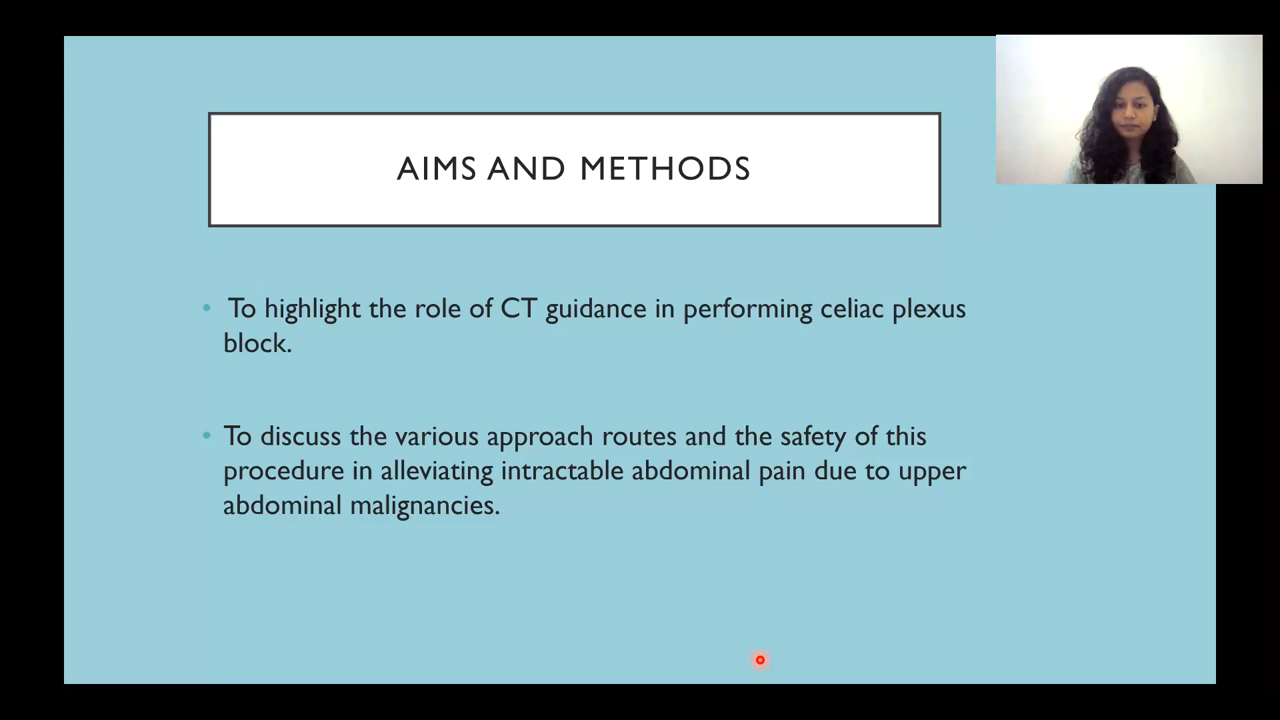 AIMS AND METHODS
• To highlight the role of CT guidance in performing celiac plexus
block.
• To discuss the various approach routes and the safety of this
procedure in alleviating intractable abdominal pain due to upper
abdominal malignancies.